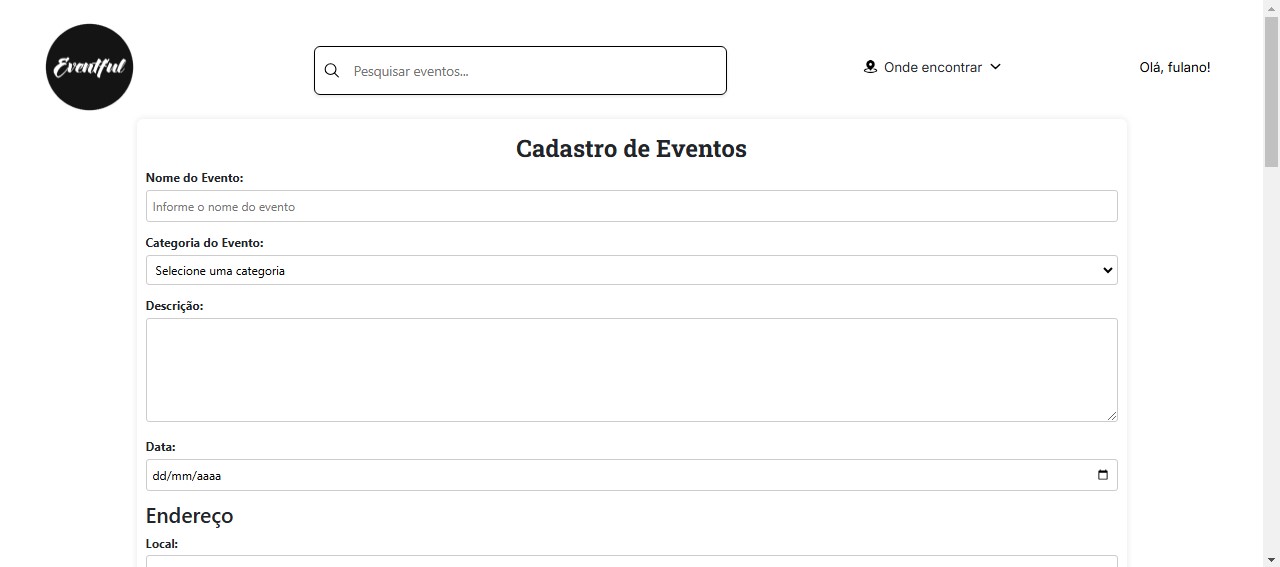 Eventful
Pesquisar eventos...
Onde encontrar
Olá, fulano!
Cadastro de Eventos
Nome do Evento:
Informe o nome do evento
Categoria do Evento:
Selecione uma categoria
Descrição:
Data:
dd/mm/aaaa
Endereço
Local: